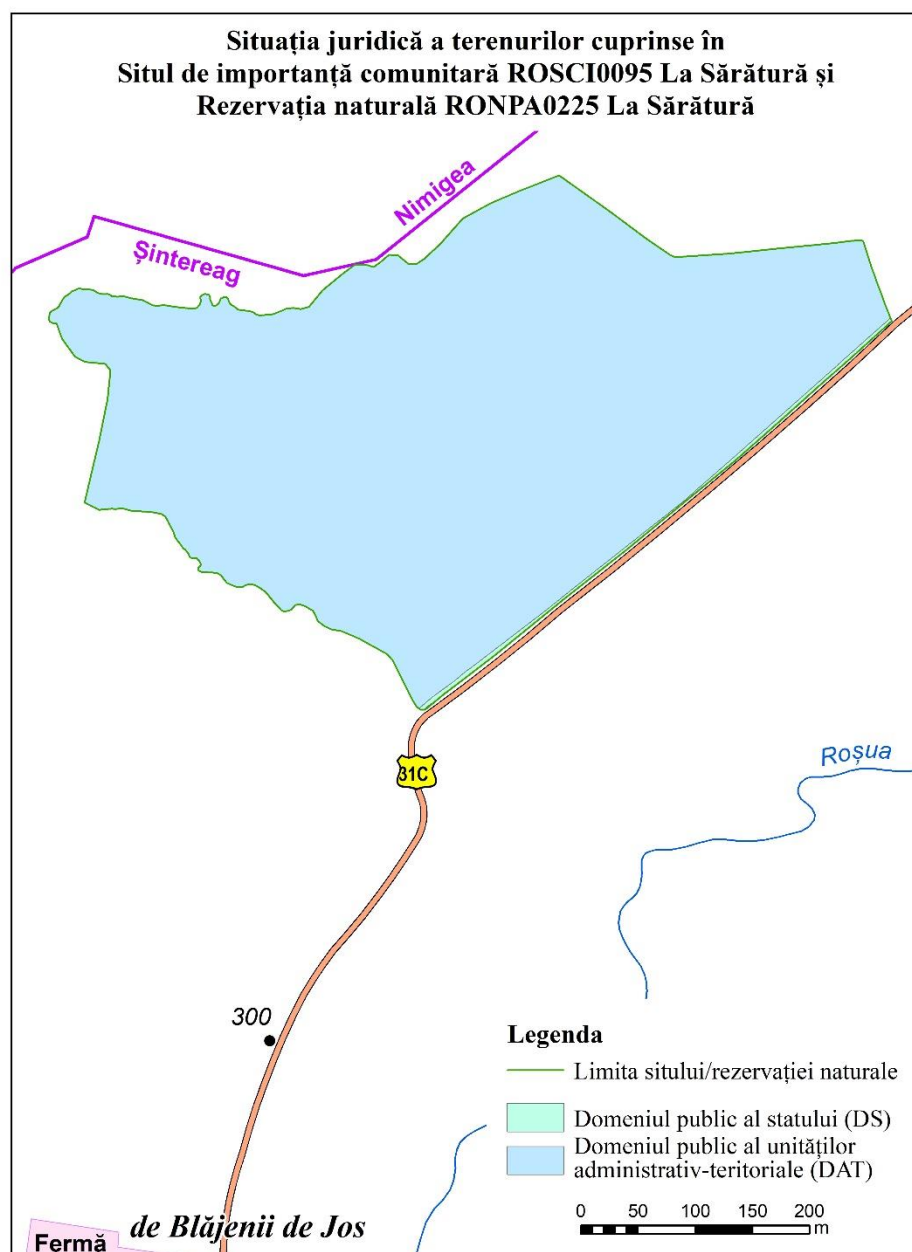 Situația juridică a terenurilor cuprinse în
Situl de importanță comunitară ROSCI0095 La Sărătură și
Rezervația naturală RONPA0225 La Sărătură
Nimigea
Șintereag
31C
Roșua
300
Legenda
Limita sitului/rezervației naturale
Domeniul public al statului (DS)
Domeniul public al unităților
administrativ-teritoriale (DAT)
0 50 100 150 200
m
de Blăjenii de Jos
Fermă